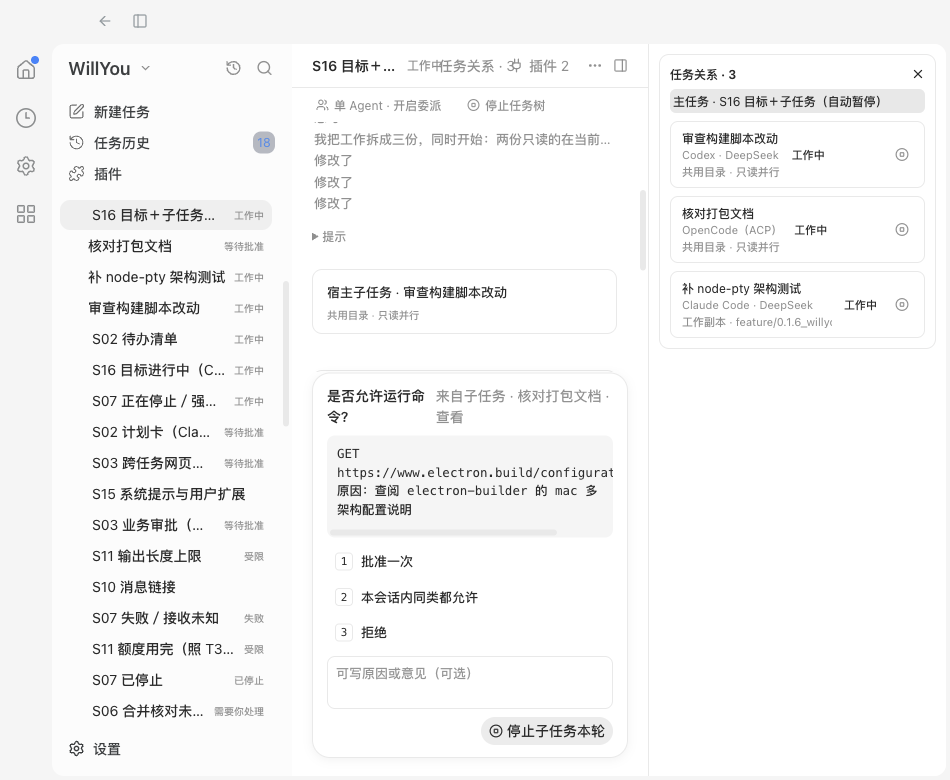 WillYou
新建任务
任务历史 18
插件
S16 目标＋子任务... 工作中
核对打包文档 等待批准
补 node-pty 架构测试 工作中
审查构建脚本改动 工作中
S02 待办清单 工作中
S16 目标进行中（C... 工作中
S07 正在停止 / 强... 工作中
S02 计划卡（Cla... 等待批准
S03 跨任务网页... 等待批准
S15 系统提示与用户扩展
S03 业务审批（... 等待批准
S11 输出长度上限 受限
S10 消息链接
S07 失败 / 接收未知 失败
S11 额度用完（照 T3... 受限
S07 已停止 已停止
S06 合并核对未... 需要你处理
设置
S16 目标＋... 工作中 任务关系 · 3 插件 2
单 Agent · 开启委派 停止任务树
我把工作拆成三份，同时开始：两份只读的在当前...
修改了
修改了
修改了
提示
宿主子任务 · 审查构建脚本改动
共用目录 · 只读并行
是否允许运行命令?
来自子任务 · 核对打包文档 ·
查看
GET
https://www.electron.build/configurat
原因: 查阅 electron-builder 的 mac 多
架构配置说明
1 批准一次
2 本会话内同类都允许
3 拒绝
可写原因或意见（可选）
停止子任务本轮
任务关系 · 3
主任务 · S16 目标＋子任务（自动暂停）
审查构建脚本改动
Codex · DeepSeek 工作中
共用目录 · 只读并行
核对打包文档
OpenCode（ACP） 工作中
共用目录 · 只读并行
补 node-pty 架构测试
Claude Code · DeepSeek 工作中
工作副本 · feature/0.1.6_willy